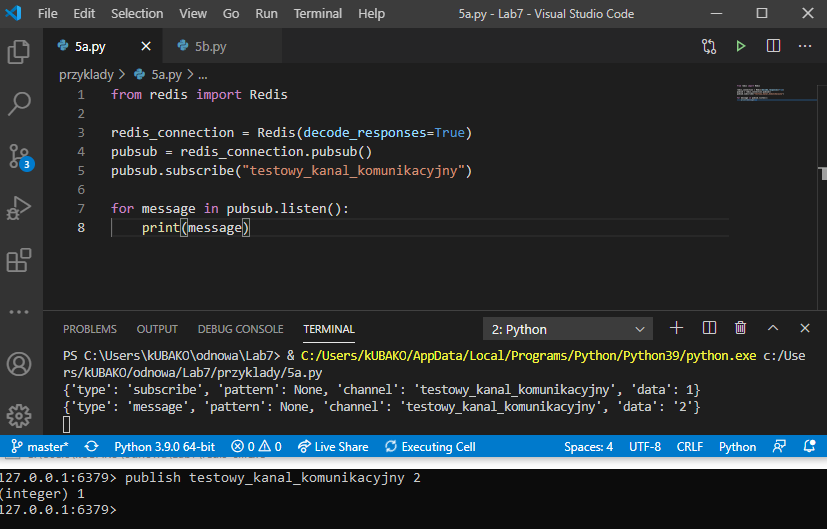 File Edit Selection View Go Run Terminal Help 5a.py - Lab7 - Visual Studio Code
5a.py 5b.py
przyklady > 5a.py > ...
1 from redis import Redis
2
3 redis_connection = Redis(decode_responses=True)
4 pubsub = redis_connection.pubsub()
5 pubsub.subscribe("testowy_kanal_komunikacyjny")
6
7 for message in pubsub.listen():
8 print(message)
3
PROBLEMS OUTPUT DEBUG CONSOLE TERMINAL 2: Python
PS C:\Users\kUBAKO\odnowa\Lab7> & C:/Users/kUBAKO/AppData/Local/Programs/Python/Python39/python.exe c:/Use
rs/kUBAKO/odnowa/Lab7/przyklady/5a.py
{'type': 'subscribe', 'pattern': None, 'channel': 'testowy_kanal_komunikacyjny', 'data': 1}
{'type': 'message', 'pattern': None, 'channel': 'testowy_kanal_komunikacyjny', 'data': '2'}
master* Python 3.9.0 64-bit 0 0 Live Share Executing Cell Spaces: 4 UTF-8 CRLF Python
127.0.0.1:6379> publish testowy_kanal_komunikacyjny 2
(integer) 1
127.0.0.1:6379>